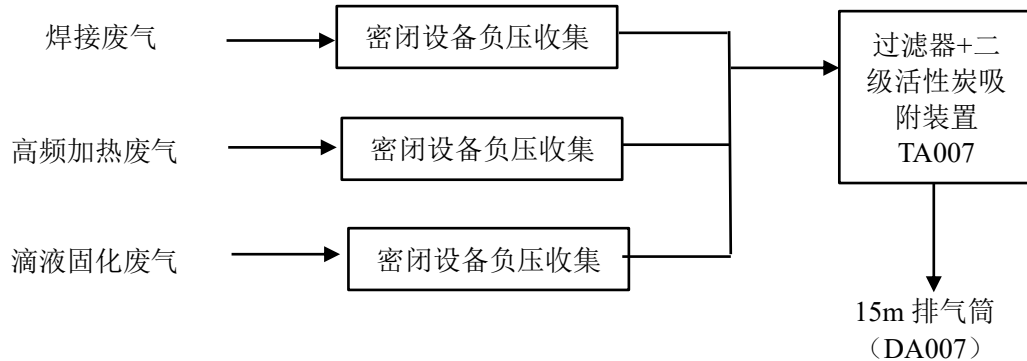 焊接废气
密闭设备负压收集
高频加热废气
密闭设备负压收集
滴液固化废气
密闭设备负压收集
过滤器+二
级活性炭吸
附装置
TA007
15m 排气筒
（DA007）